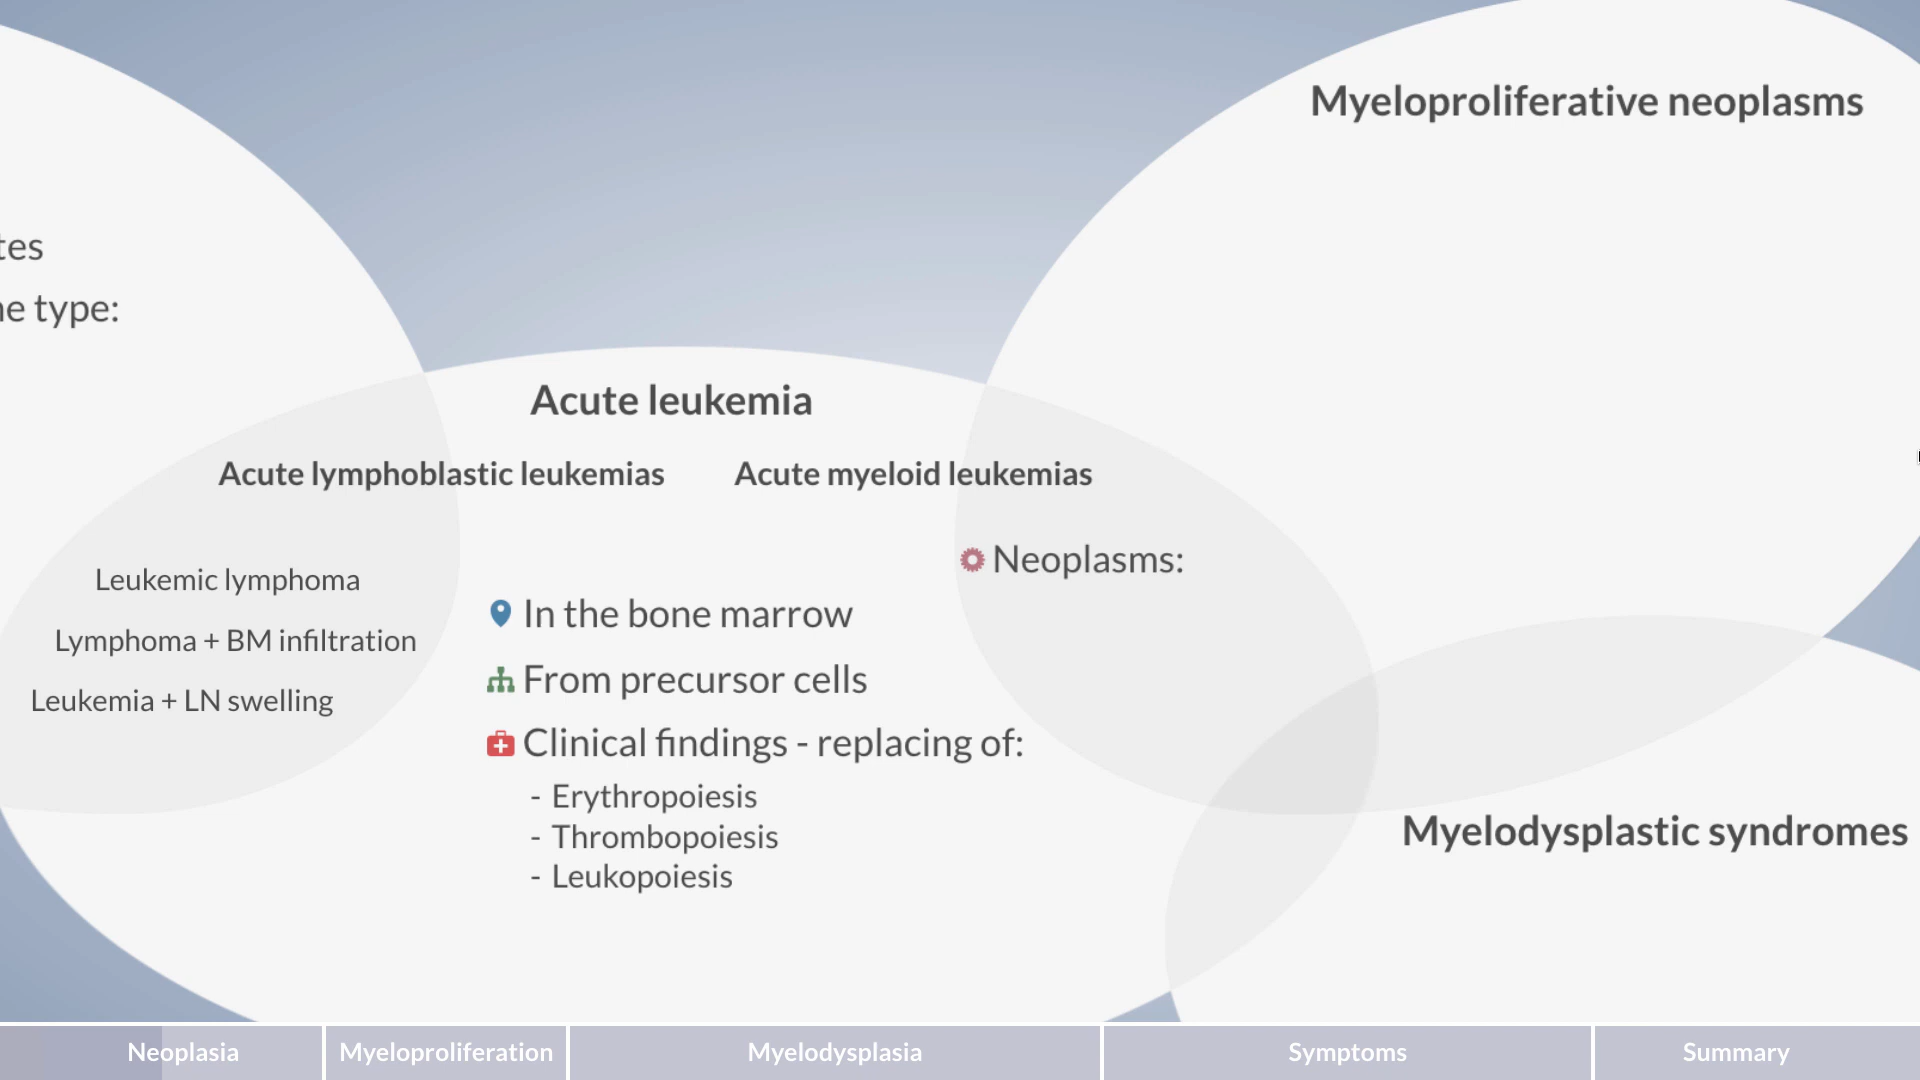 Myeloproliferative neoplasms
tes
ne type:
Acute leukemia
Acute lymphoblastic leukemias
Acute myeloid leukemias
Neoplasms:
Leukemic lymphoma
Lymphoma + BM infiltration
Leukemia + LN swelling
In the bone marrow
From precursor cells
Clinical findings - replacing of:
- Erythropoiesis
- Thrombopoiesis
- Leukopoiesis
Myelodysplastic syndromes
Neoplasia
Myeloproliferation
Myelodysplasia
Symptoms
Summary